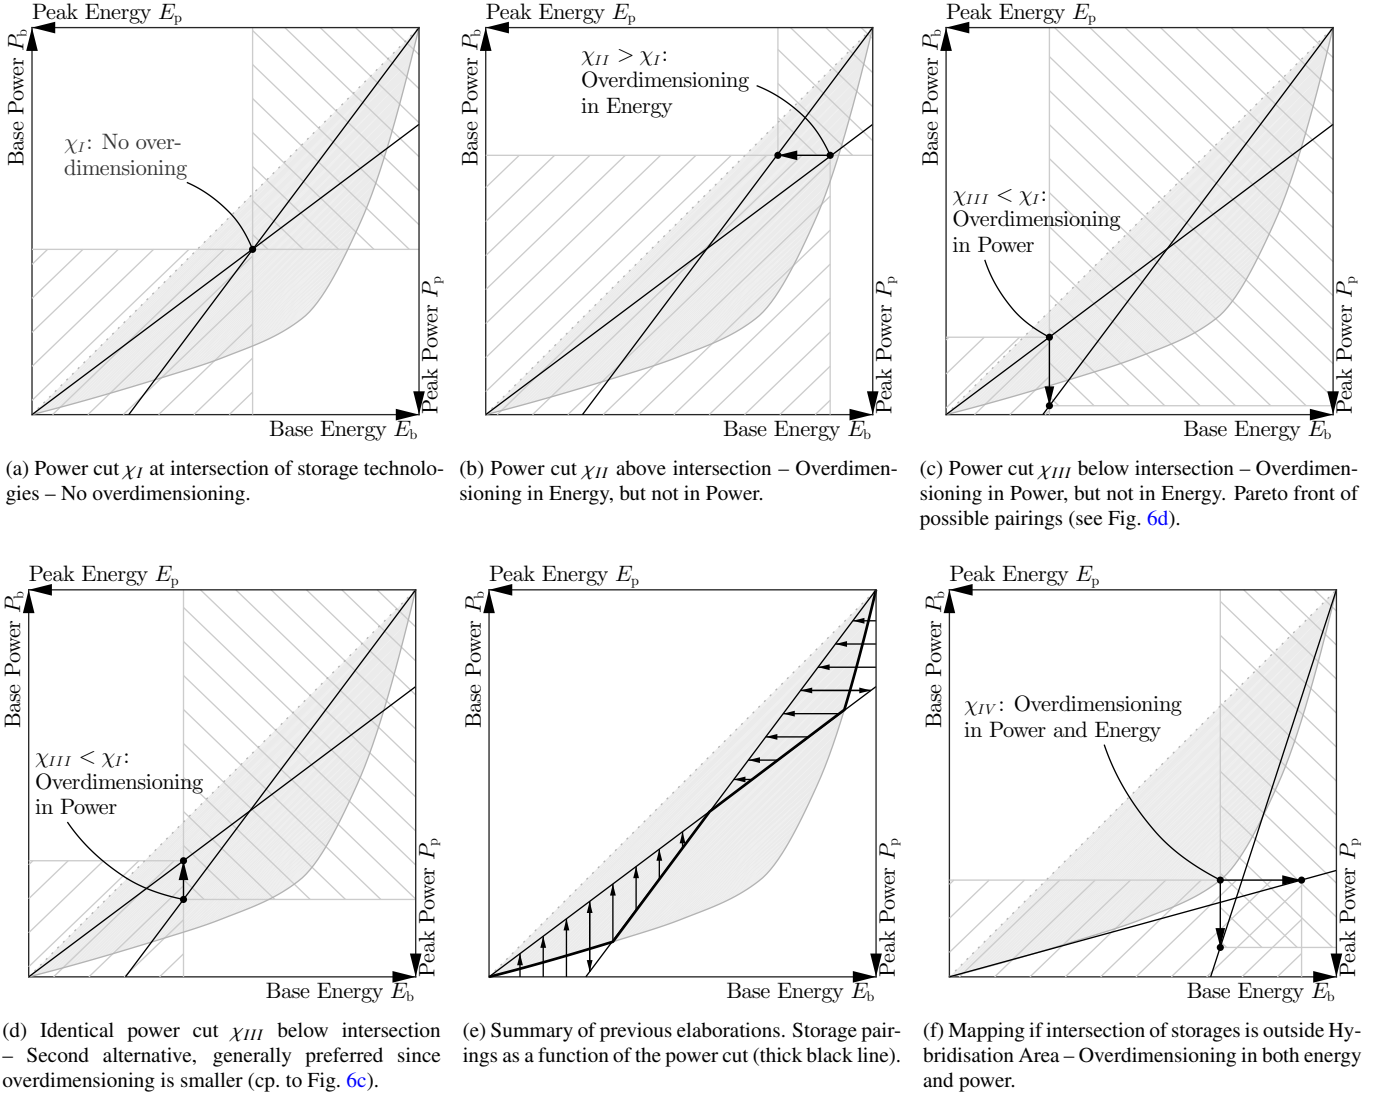 Peak Energy Ep
Base Power Pb
χI: No over-
dimensioning
Peak Power Pp
Base Energy Eb
(a) Power cut χI at intersection of storage technolo-
gies – No overdimensioning.
Peak Energy Ep
Base Power Pb
χII > χI:
Overdimensioning
in Energy
Peak Power Pp
Base Energy Eb
(b) Power cut χII above intersection – Overdimen-
sioning in Energy, but not in Power.
Peak Energy Ep
Base Power Pb
χIII < χI:
Overdimensioning
in Power
Peak Power Pp
Base Energy Eb
(c) Power cut χIII below intersection – Overdimen-
sioning in Power, but not in Energy. Pareto front of
possible pairings (see Fig. 6d).
Peak Energy Ep
Base Power Pb
χIII < χI:
Overdimensioning
in Power
Peak Power Pp
Base Energy Eb
(d) Identical power cut χIII below intersection
– Second alternative, generally preferred since
overdimensioning is smaller (cp. to Fig. 6c).
Peak Energy Ep
Base Power Pb
Peak Power Pp
Base Energy Eb
(e) Summary of previous elaborations. Storage pair-
ings as a function of the power cut (thick black line).
Peak Energy Ep
Base Power Pb
χIV: Overdimensioning
in Power and Energy
Peak Power Pp
Base Energy Eb
(f) Mapping if intersection of storages is outside Hy-
bridisation Area – Overdimensioning in both energy
and power.